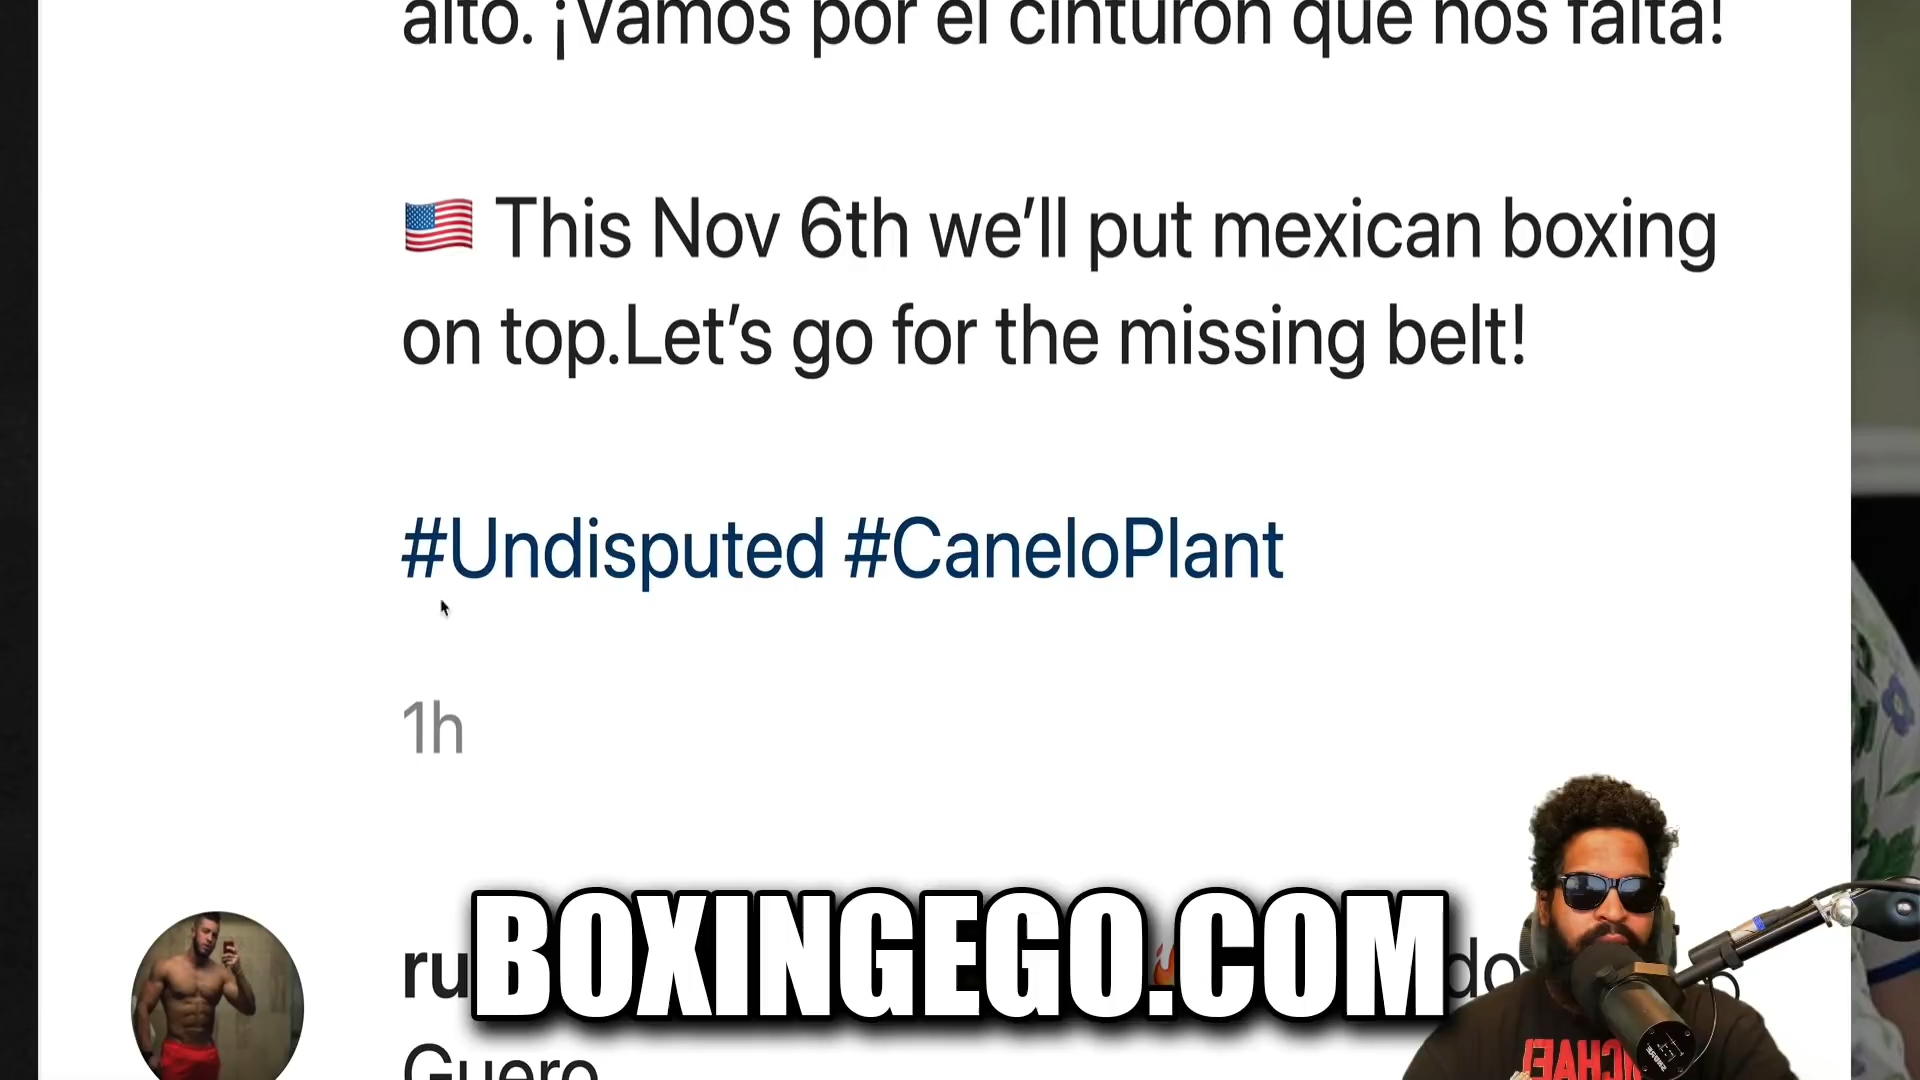 alto. ¡Vamos por el cinturón que nos falta!
🇺🇸 This Nov 6th we’ll put mexican boxing
on top.Let’s go for the missing belt!
#Undisputed #CaneloPlant
1h
BOXINGEGO.COM
Guero